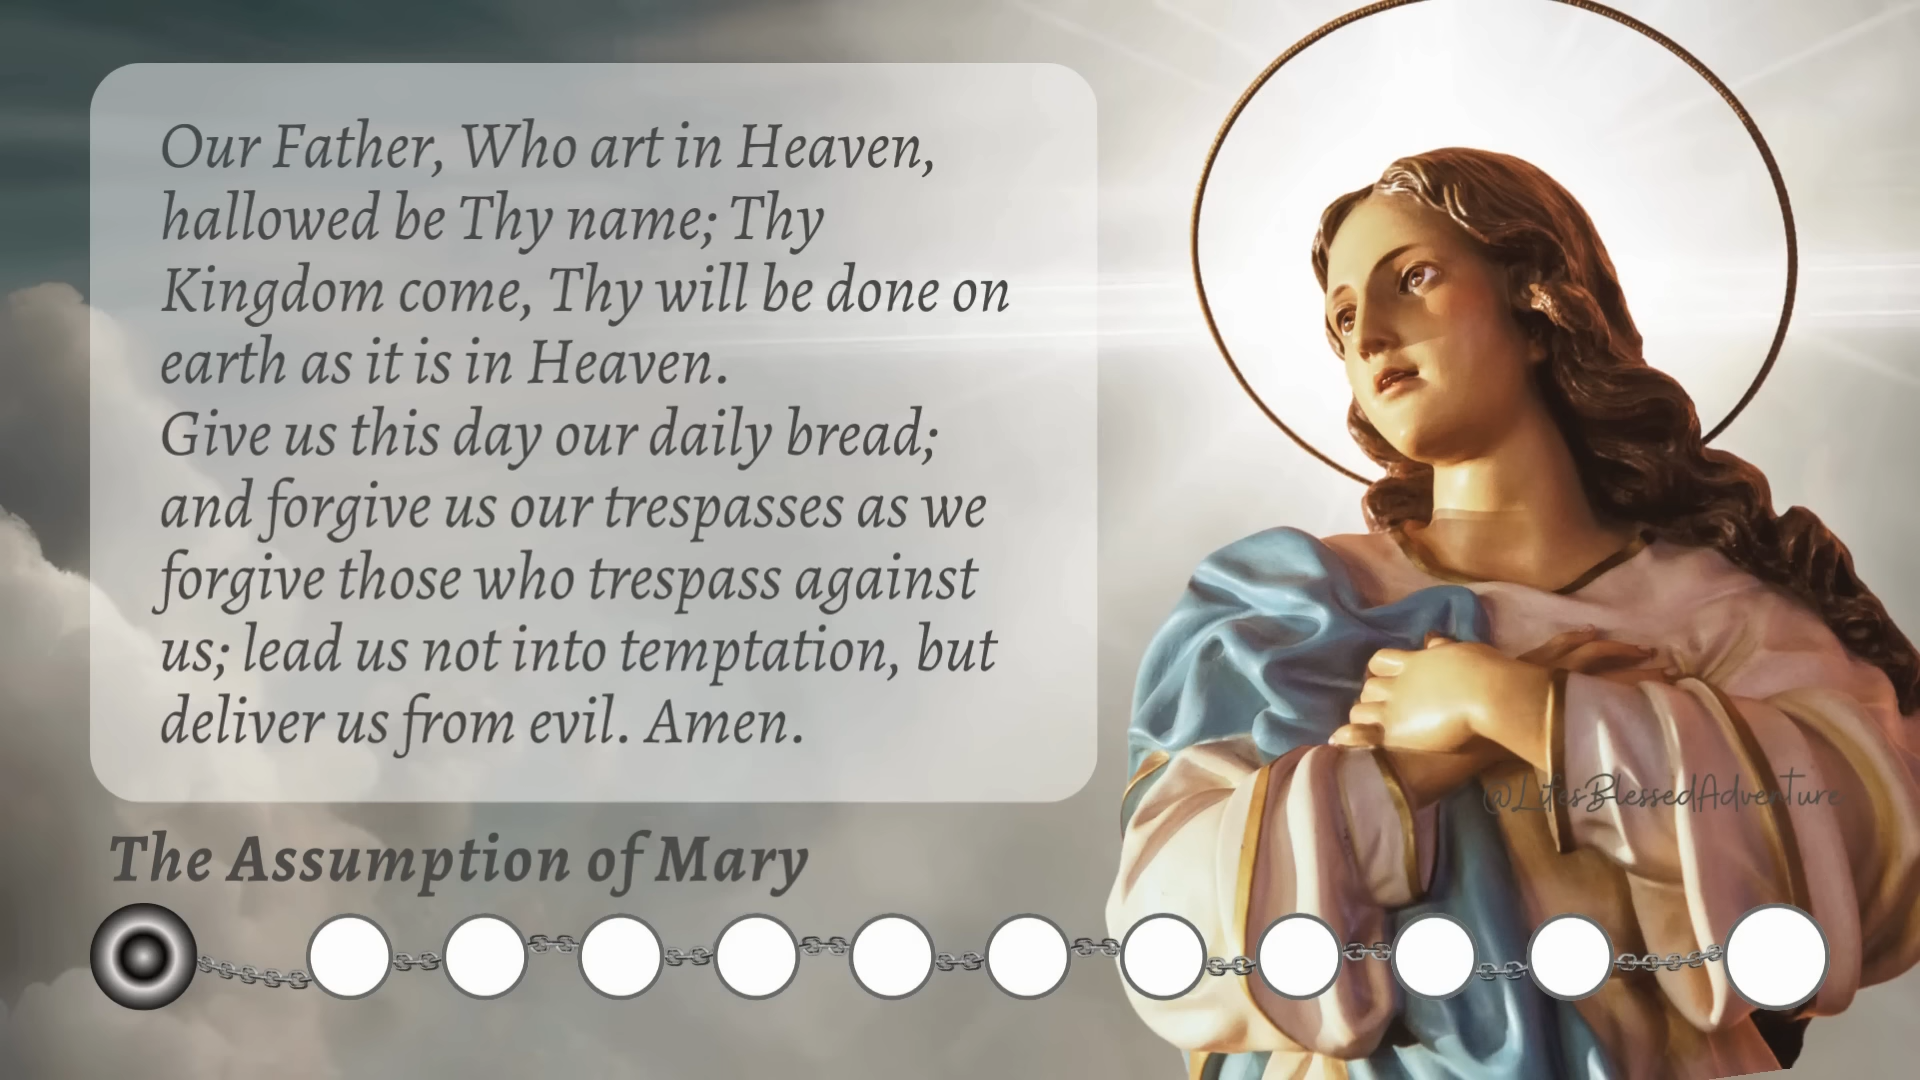 Our Father, Who art in Heaven,
hallowed be Thy name; Thy
Kingdom come, Thy will be done on
earth as it is in Heaven.
Give us this day our daily bread;
and forgive us our trespasses as we
forgive those who trespass against
us; lead us not into temptation, but
deliver us from evil. Amen.
@LifesBlessedAdventure
The Assumption of Mary